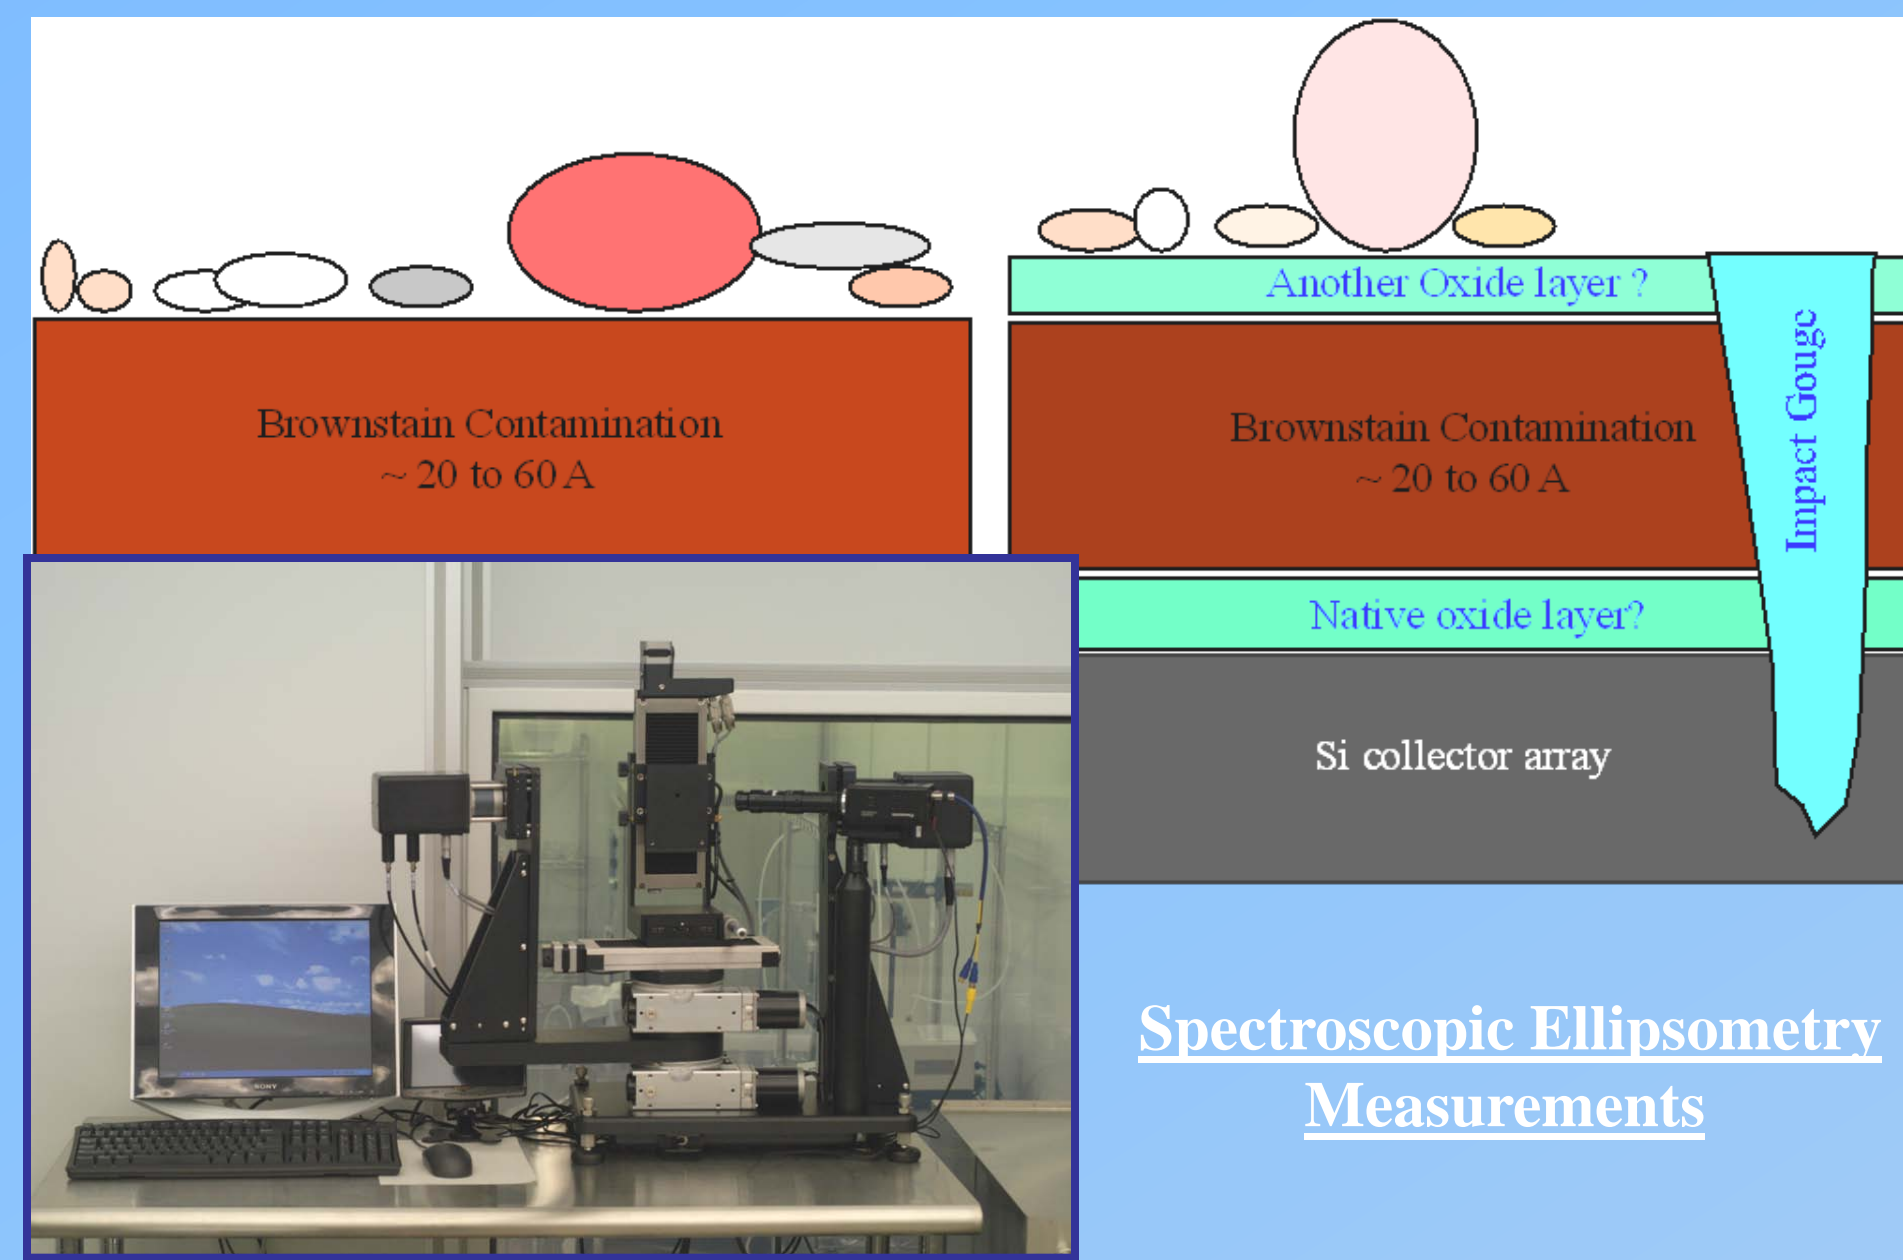 Another Oxide layer ?
Brownstain Contamination
~ 20 to 60 A
Brownstain Contamination
~ 20 to 60 A
Impact Gouge
Native oxide layer?
Si collector array
SONY
Spectroscopic Ellipsometry
Measurements